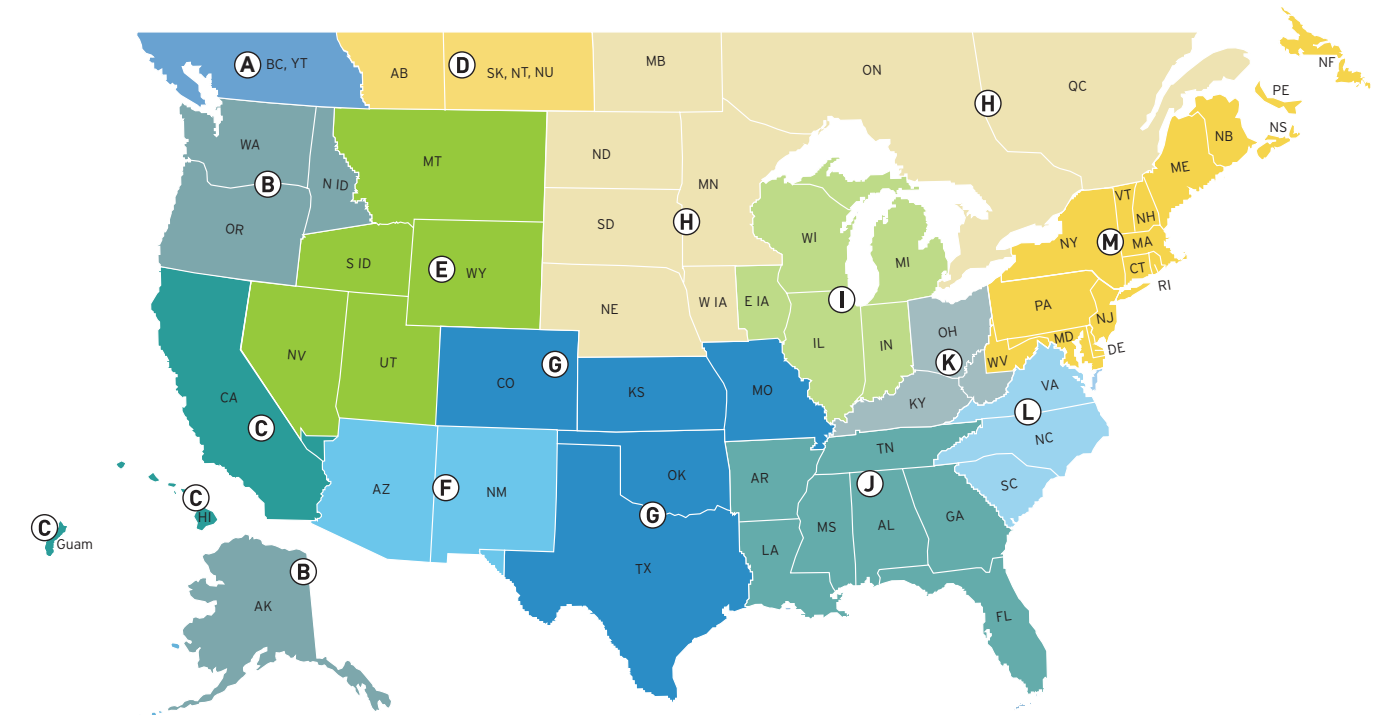 NF
A BC, YT
AB
D SK, NT, NU
MB
ON
QC
PE
H
NS
NB
WA
MT
ND
MN
ME
B
N ID
VT
SD
H
NH
OR
WI
NY
M
MA
S ID
E WY
MI
CT
RI
I
W IA
E IA
PA
NE
NJ
OH
MD
DE
IL
IN
NV
UT
G
K
WV
CO
KS
MO
VA
CA
KY
L
C
NC
TN
OK
AR
F
AZ
NM
J
SC
C
HI
G
GA
C
MS
AL
Guam
LA
B
TX
AK
FL